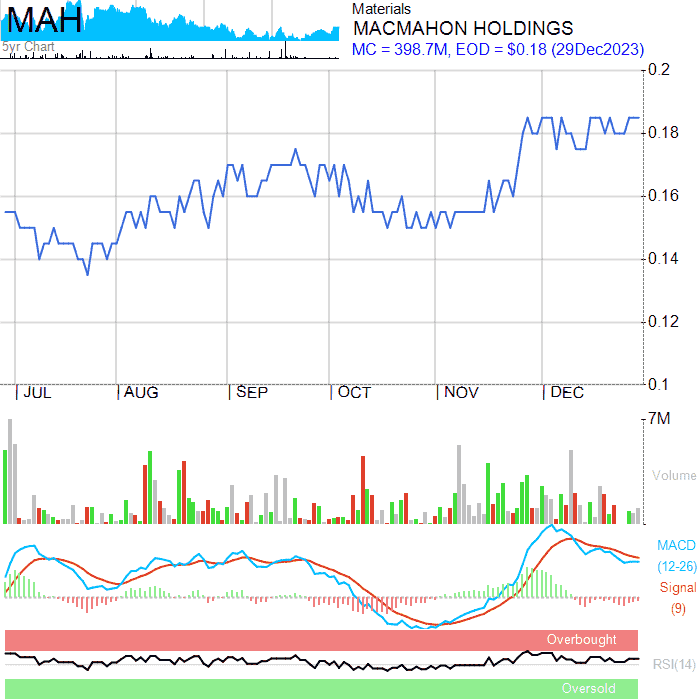 MAH
5yr Chart
Materials
MACMAHON HOLDINGS
MC = 398.7M, EOD = $0.18 (29Dec2023)
0.2
0.18
0.16
0.14
0.12
0.1
JUL AUG SEP OCT NOV DEC
7M
Volume
MACD
(12-26)
Signal
(9)
Overbought
RSI(14)
Oversold